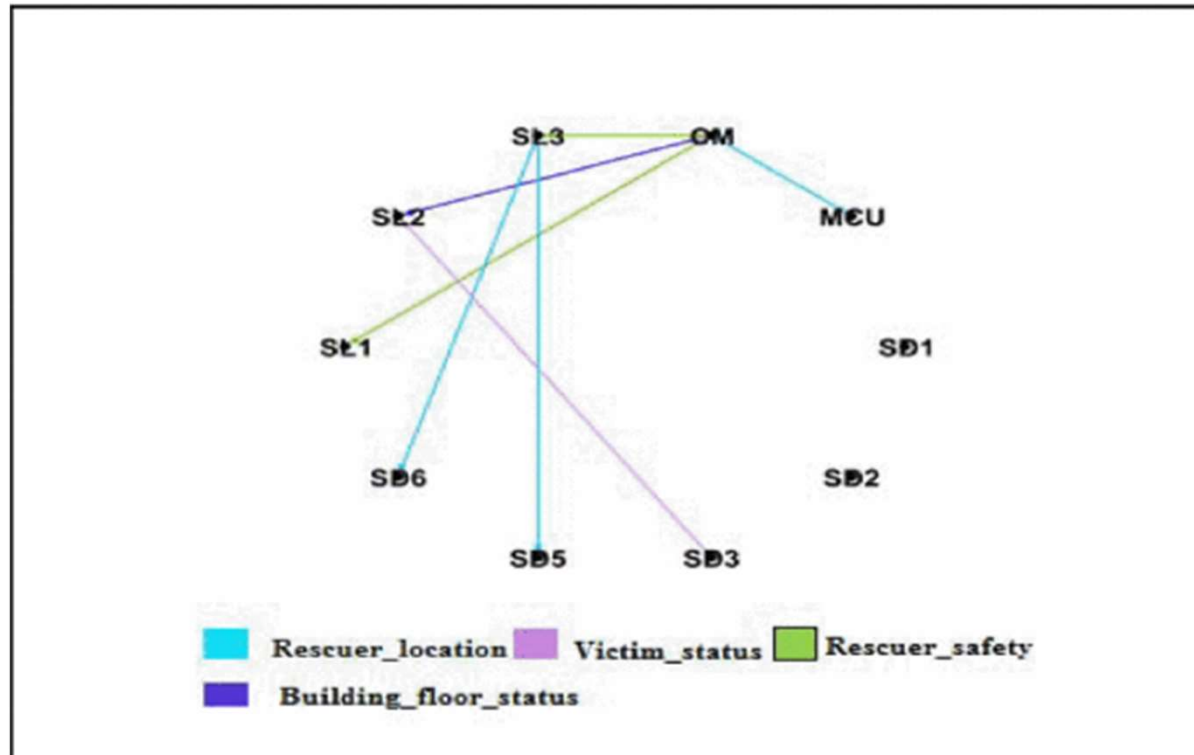 SL3 OM
SL2 MCU
SL1 SD1
SD6 SD2
SD5 SD3
Rescuer_location Victim_status Rescuer_safety
Building_floor_status